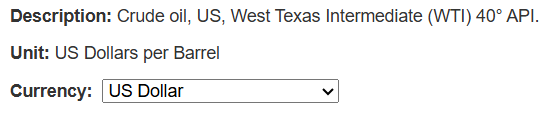 Description: Crude oil, US, West Texas Intermediate (WTI) 40° API.
Unit: US Dollars per Barrel
Currency: US Dollar